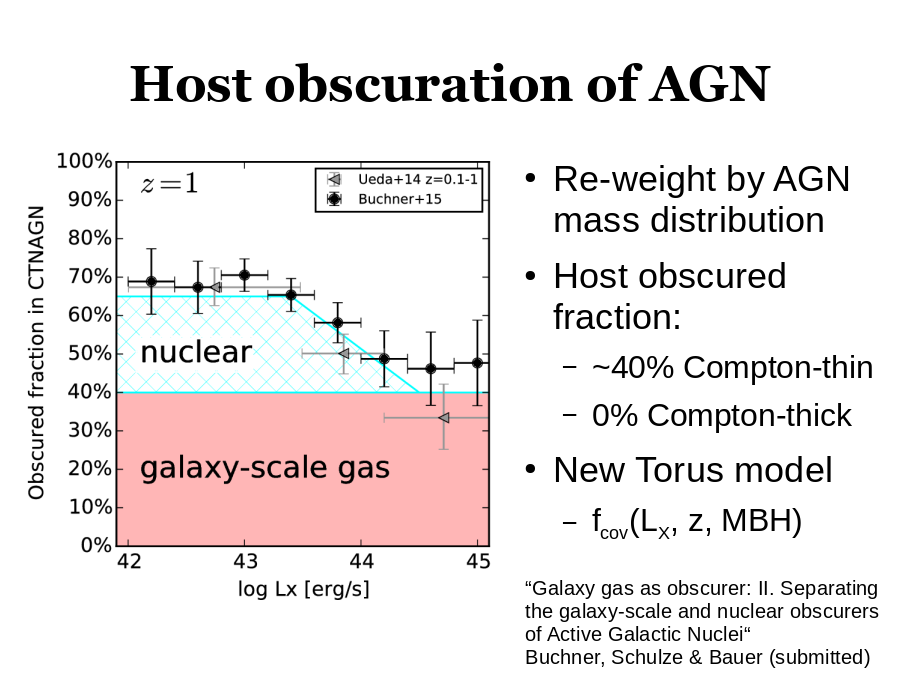 Host obscuration of AGN
100%
90%
80%
70%
60%
50%
40%
30%
20%
10%
0%
Obscured fraction in CTNAGN
z=1
Ueda+14 z=0.1-1
Buchner+15
nuclear
galaxy-scale gas
42 43 44 45
log Lx [erg/s]
• Re-weight by AGN
mass distribution
• Host obscured
fraction:
– ~40% Compton-thin
– 0% Compton-thick
• New Torus model
– fcov(LX, z, MBH)
“Galaxy gas as obscurer: II. Separating
the galaxy-scale and nuclear obscurers
of Active Galactic Nuclei“
Buchner, Schulze & Bauer (submitted)